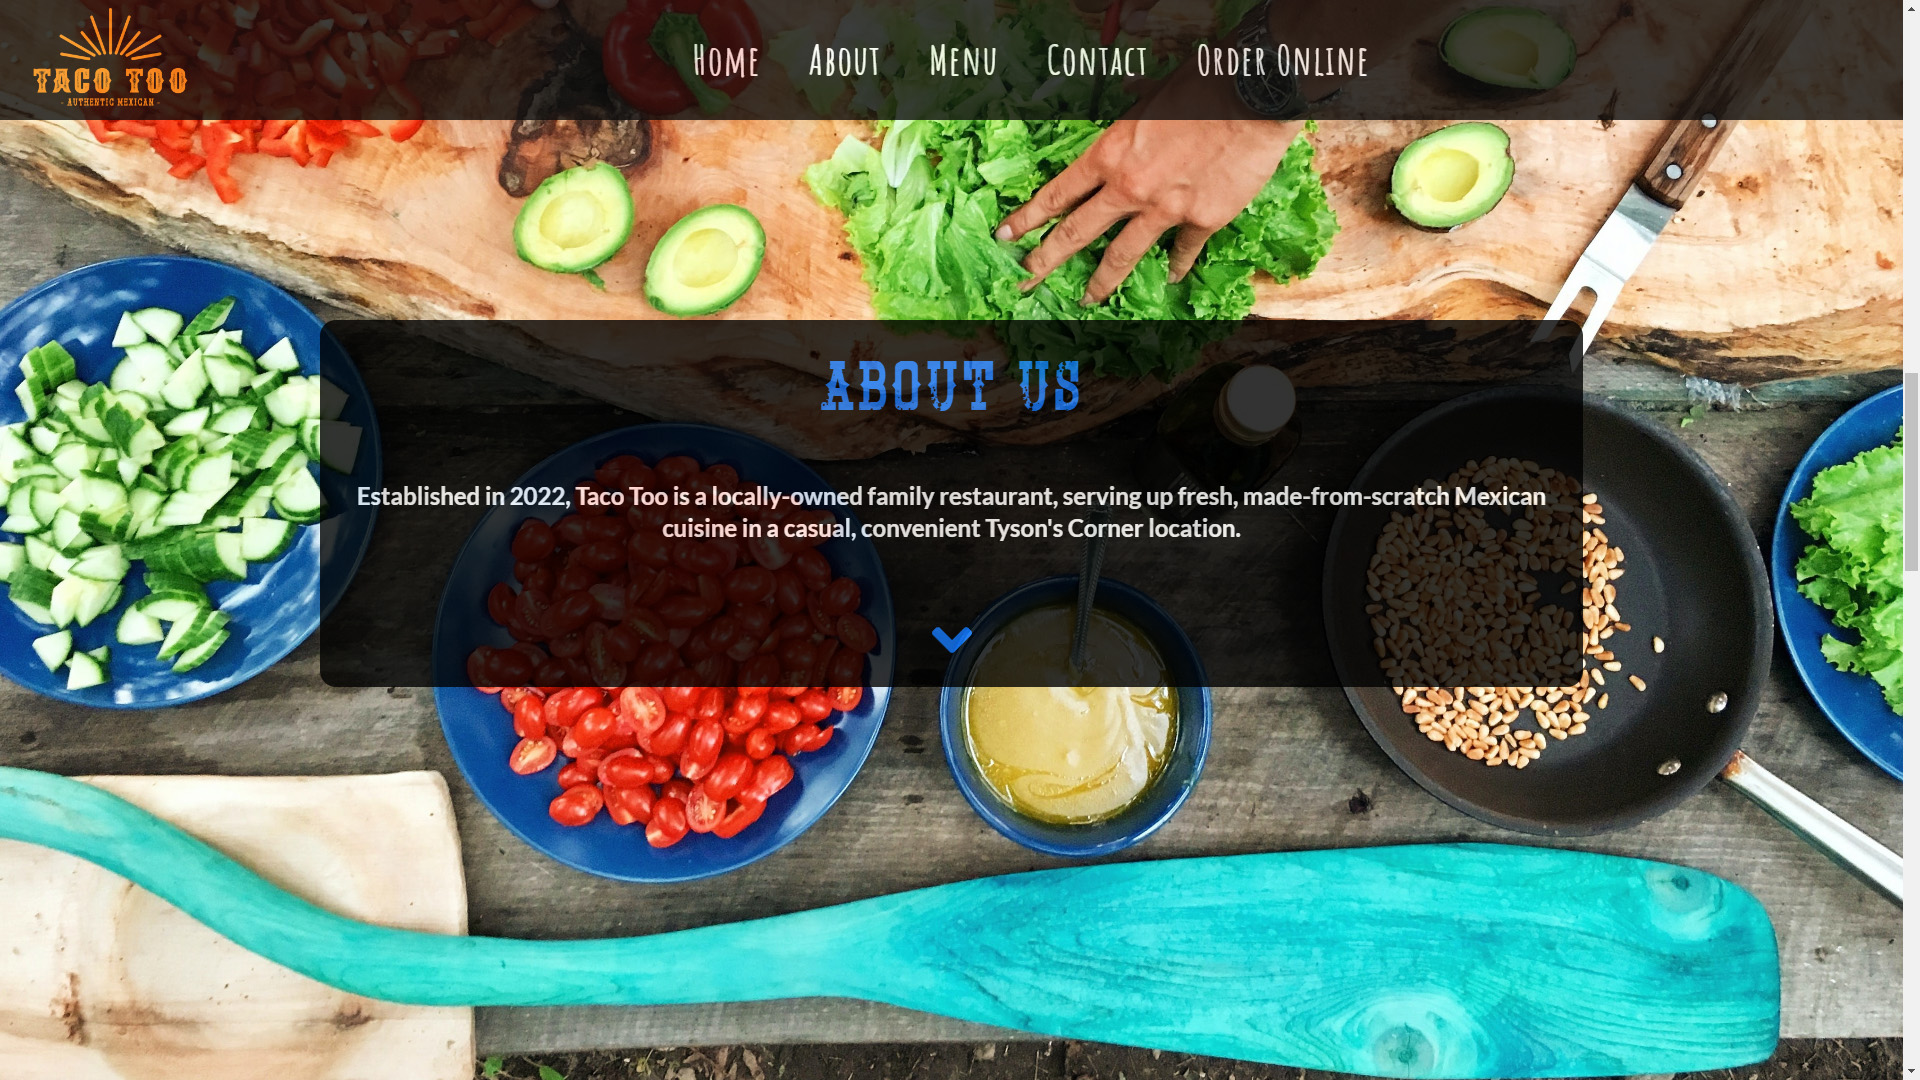 TACO TOO
- AUTHENTIC MEXICAN -
Home About Menu Contact Order Online
ABOUT US
Established in 2022, Taco Too is a locally-owned family restaurant, serving up fresh, made-from-scratch Mexican
cuisine in a casual, convenient Tyson's Corner location.